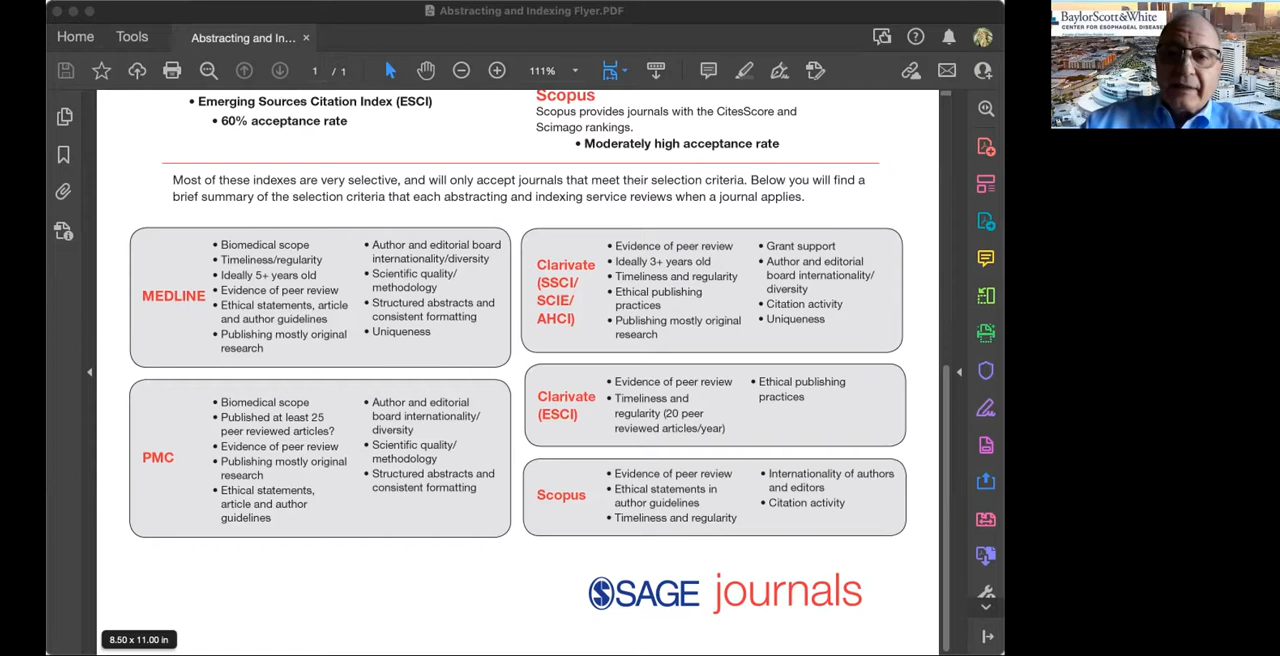 Abstracting and Indexing Flyer.PDF
Home
Tools
Abstracting and In... ×
1 / 1
111%
• Emerging Sources Citation Index (ESCI)
• 60% acceptance rate
Scopus
Scopus provides journals with the CitesScore and
Scimago rankings.
• Moderately high acceptance rate
Most of these indexes are very selective, and will only accept journals that meet their selection criteria. Below you will find a
brief summary of the selection criteria that each abstracting and indexing service reviews when a journal applies.
MEDLINE
• Biomedical scope
• Timeliness/regularity
• Ideally 5+ years old
• Evidence of peer review
• Ethical statements, article
and author guidelines
• Publishing mostly original
research
• Author and editorial board
internationality/diversity
• Scientific quality/
methodology
• Structured abstracts and
consistent formatting
• Uniqueness
Clarivate
(SSCI/
SCIE/
AHCI)
• Evidence of peer review
• Ideally 3+ years old
• Timeliness and regularity
• Ethical publishing
practices
• Publishing mostly original
research
• Grant support
• Author and editorial
board internationality/
diversity
• Citation activity
• Uniqueness
PMC
• Biomedical scope
• Published at least 25
peer reviewed articles?
• Evidence of peer review
• Publishing mostly original
research
• Ethical statements,
article and author
guidelines
• Author and editorial
board internationality/
diversity
• Scientific quality/
methodology
• Structured abstracts and
consistent formatting
Clarivate
(ESCI)
• Evidence of peer review
• Timeliness and
regularity (20 peer
reviewed articles/year)
• Ethical publishing
practices
Scopus
• Evidence of peer review
• Ethical statements in
author guidelines
• Timeliness and regularity
• Internationality of authors
and editors
• Citation activity
SAGE journals
8.50 x 11.00 in
BaylorScott&White
CENTER FOR ESOPHAGEAL DISEASES